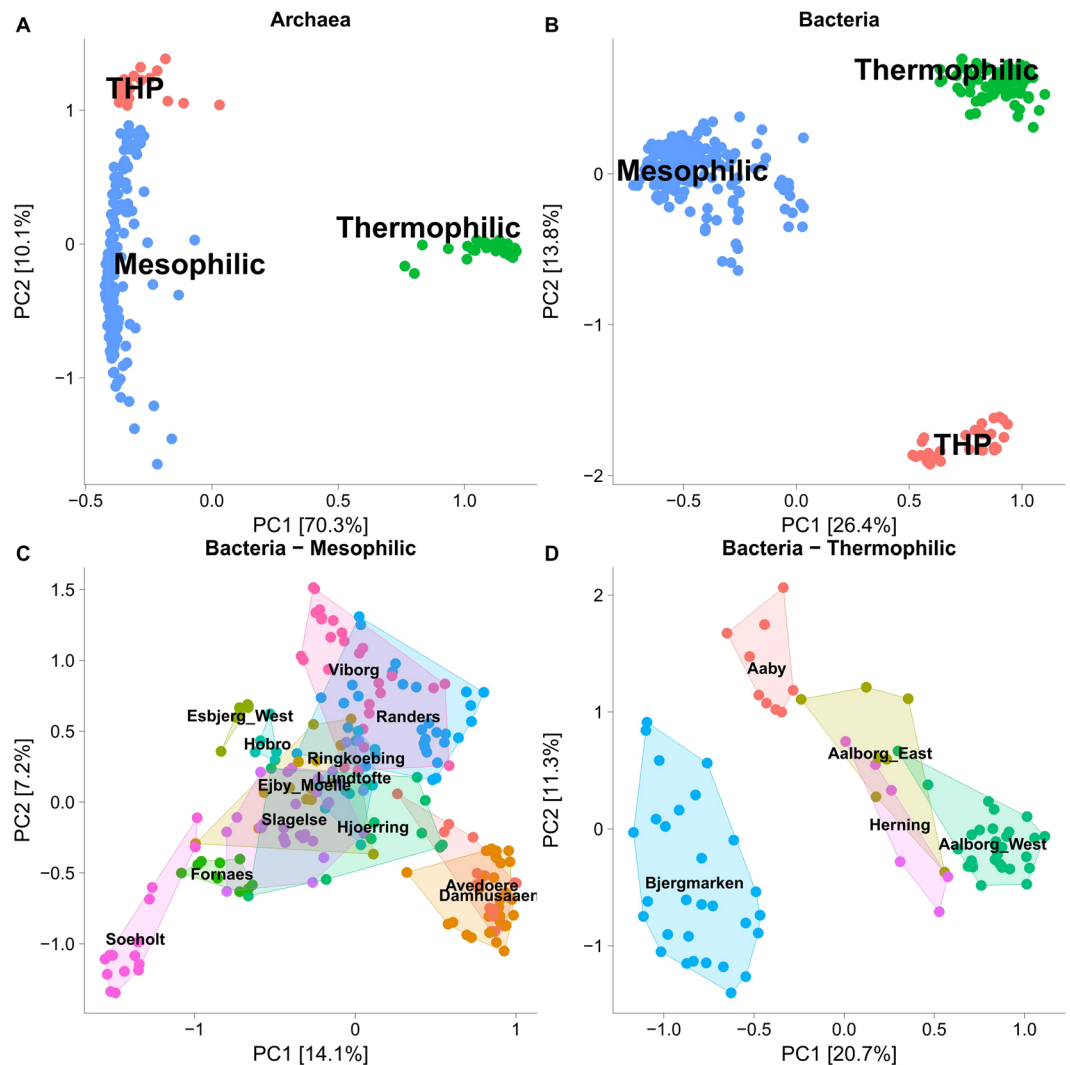 A
Archaea
THP
Thermophilic
Mesophilic
PC2 [10.1%]
1
0
−1
−0.5
0.0
0.5
1.0
PC1 [70.3%]
B
Bacteria
Thermophilic
Mesophilic
THP
PC2 [13.8%]
0
−1
−2
−0.5
0.0
0.5
1.0
PC1 [26.4%]
C
Bacteria − Mesophilic
Viborg
Esbjerg_West
Randers
Hobro
Ringkoebing
Lundtofte
Ejby_Moelle
Slagelse
Hjoerring
Fornaes
Avedoere
Damhusaaen
Soeholt
PC2 [7.2%]
1.5
1.0
0.5
0.0
−0.5
−1.0
−1
0
1
PC1 [14.1%]
D
Bacteria − Thermophilic
Aaby
Aalborg_East
Herning
Aalborg_West
Bjergmarken
PC2 [11.3%]
2
1
0
−1
−1.0
−0.5
0.0
0.5
1.0
PC1 [20.7%]